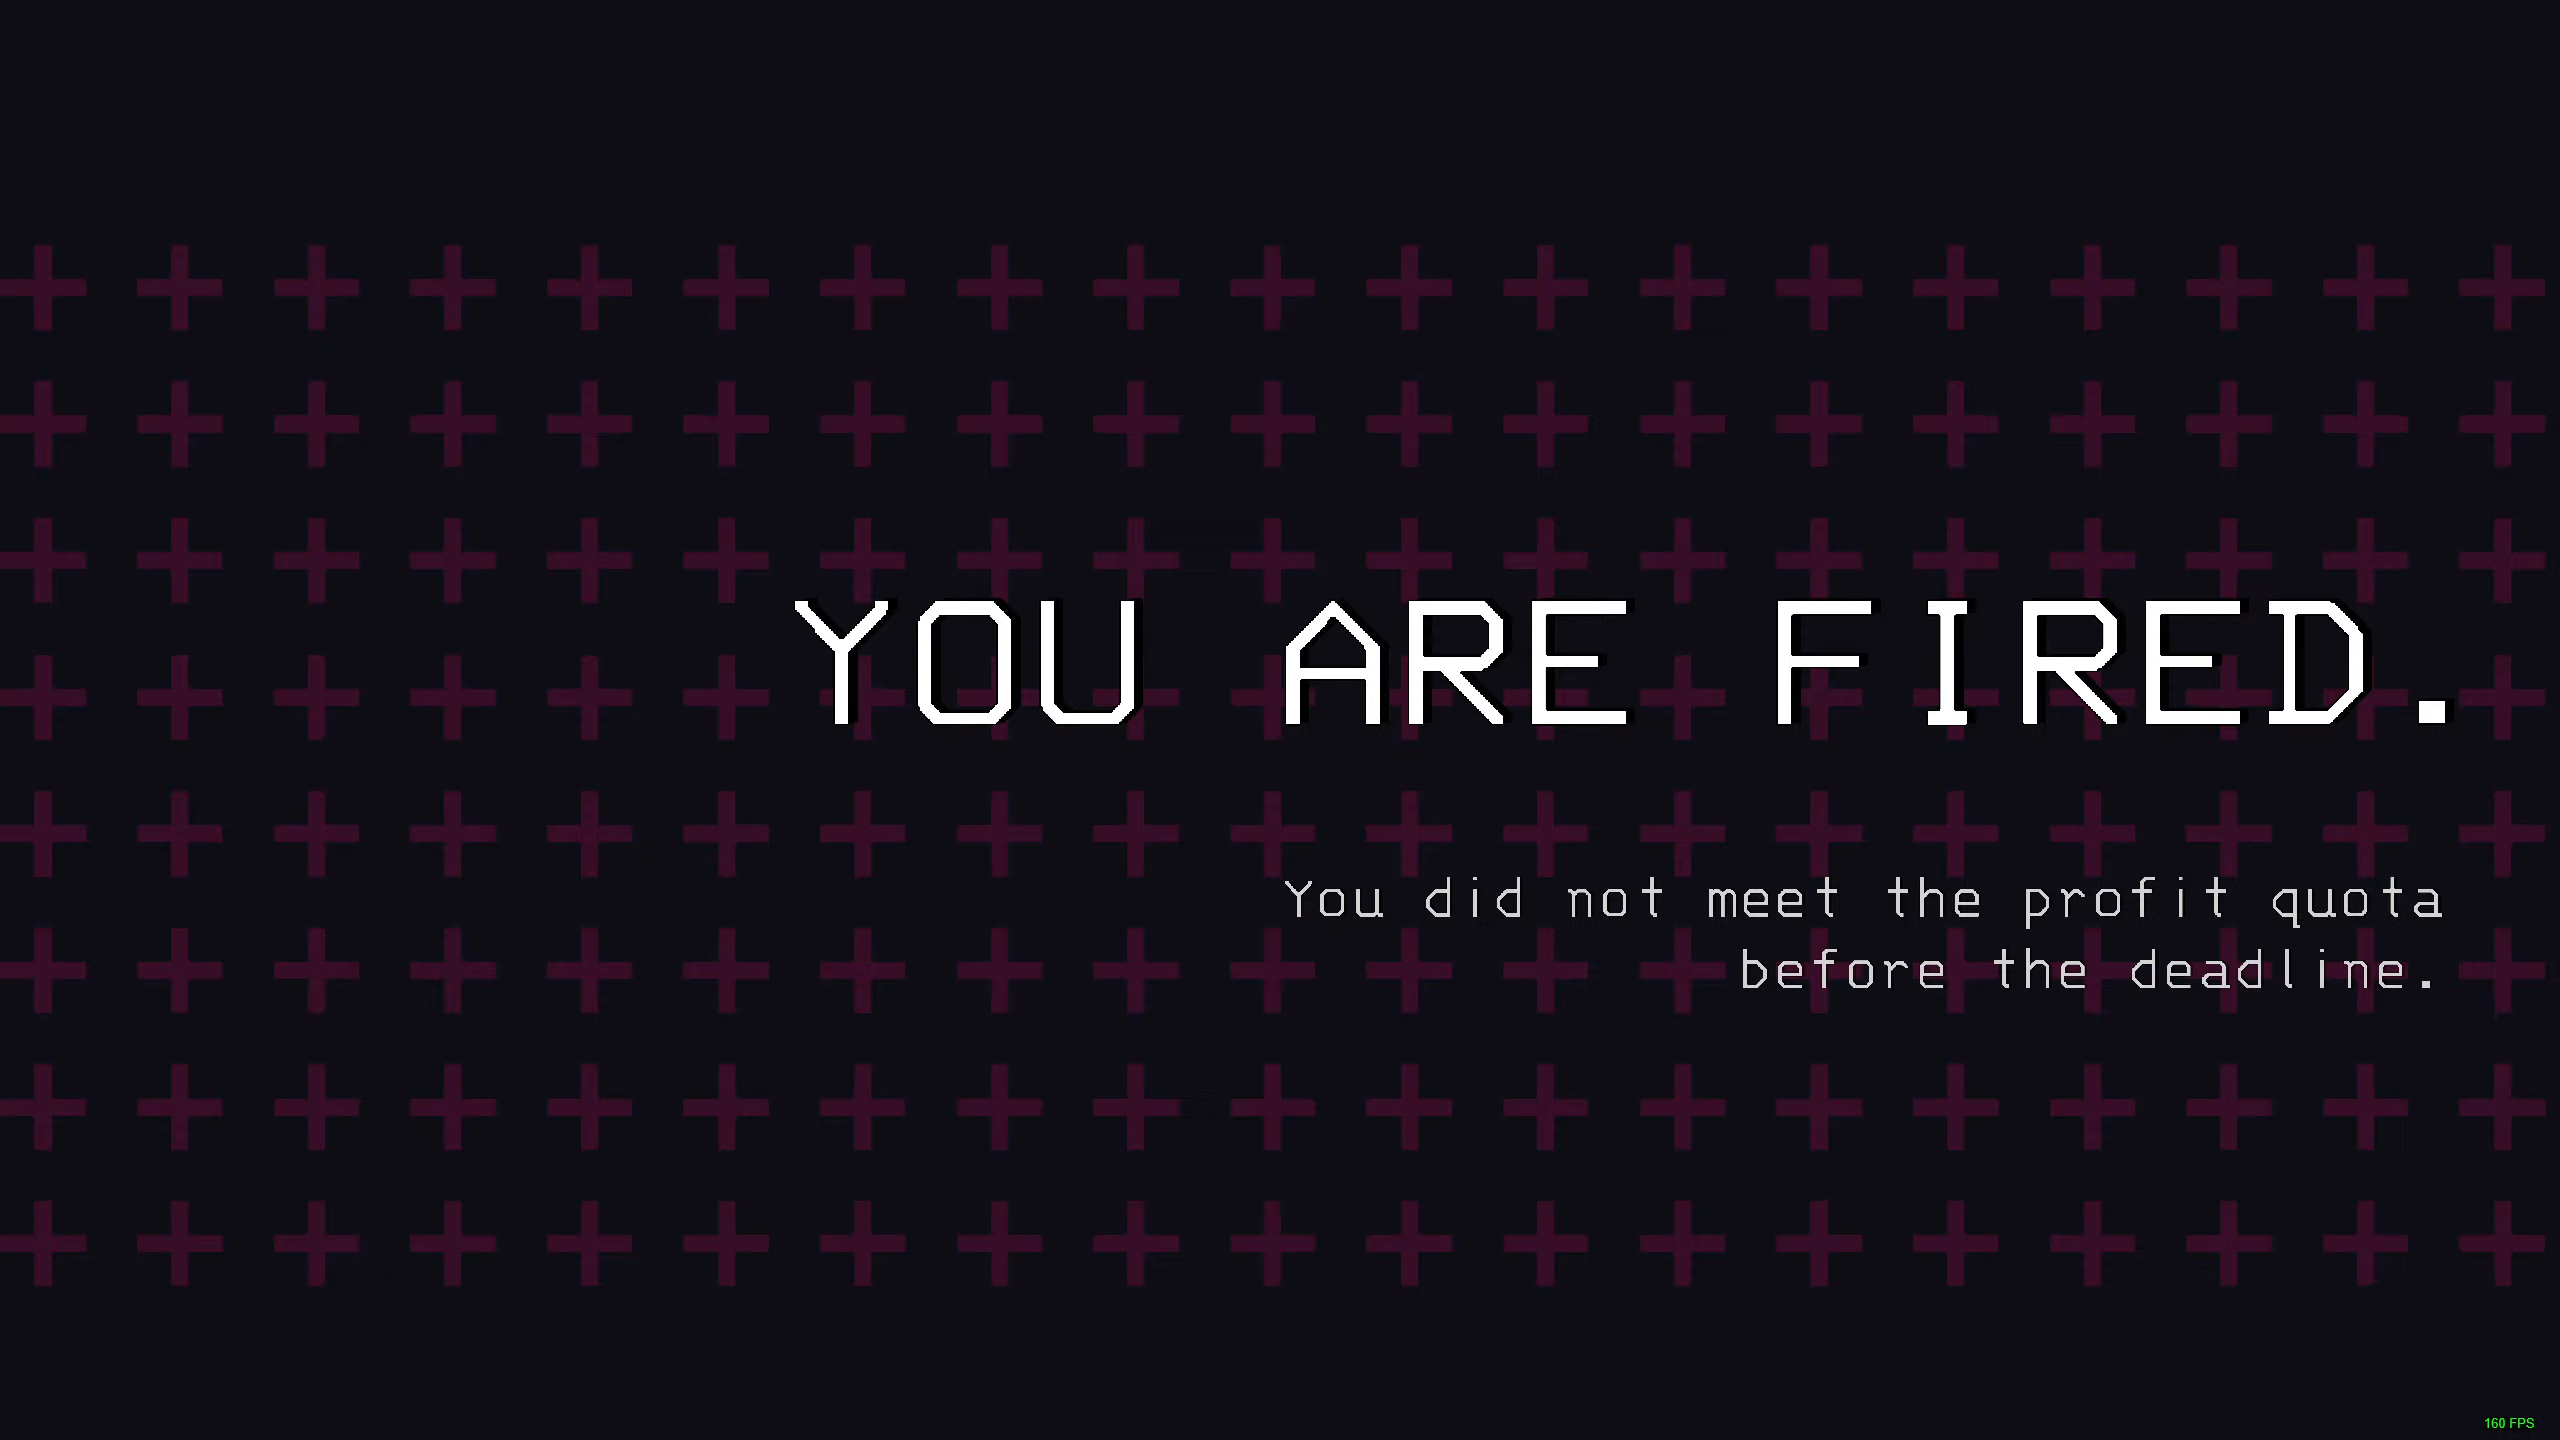 YOU ARE FIRED.
You did not meet the profit quota
before the deadline.
160 FPS